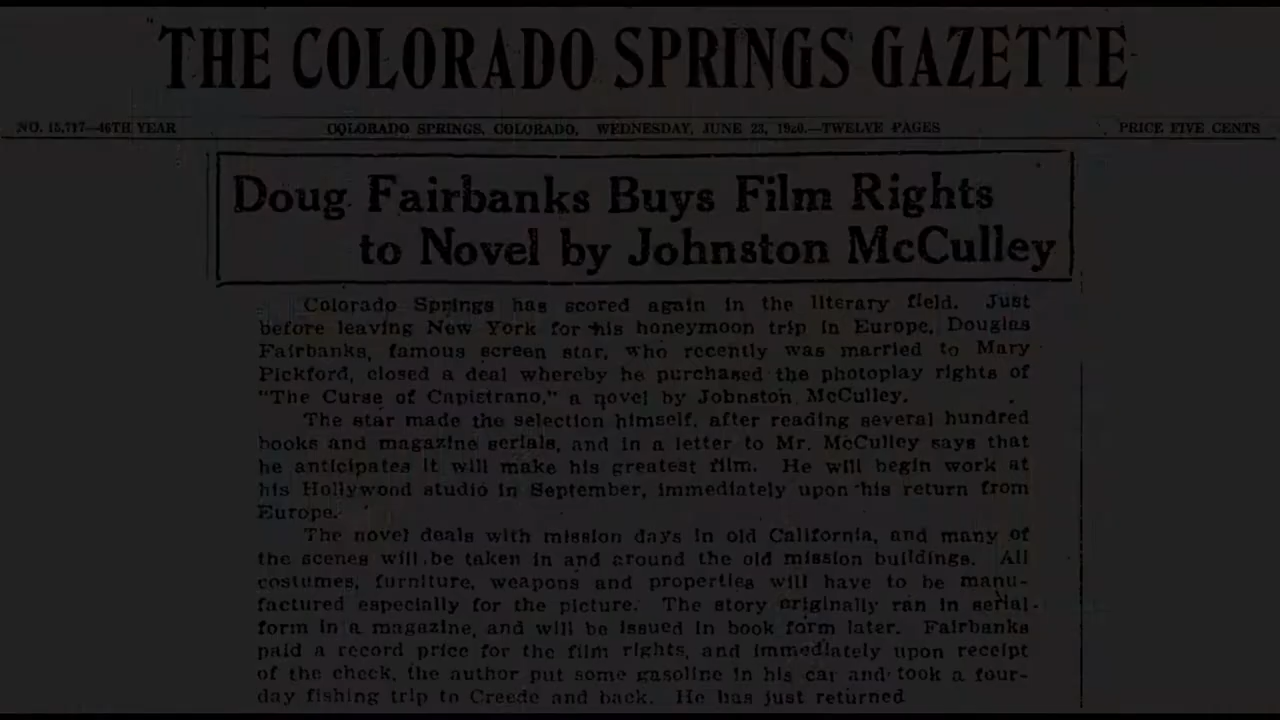 THE COLORADO SPRINGS GAZETTE
NO. 15,717—46TH YEAR COLORADO SPRINGS, COLORADO, WEDNESDAY, JUNE 23, 1920.—TWELVE PAGES PRICE FIVE CENTS
Doug Fairbanks Buys Film Rights
to Novel by Johnston McCulley
Colorado Springs has scored again in the literary field. Just
before leaving New York for his honeymoon trip in Europe, Douglas
Fairbanks, famous screen star, who recently was married to Mary
Pickford, closed a deal whereby he purchased the photoplay rights of
"The Curse of Capistrano," a novel by Johnston McCulley.
The star made the selection himself, after reading several hundred
books and magazine serials, and in a letter to Mr. McCulley says that
he anticipates it will make his greatest film. He will begin work at
his Hollywood studio in September, immediately upon his return from
Europe.
The novel deals with mission days in old California, and many of
the scenes will be taken in and around the old mission buildings. All
costumes, furniture, weapons and properties will have to be manu-
factured especially for the picture. The story originally ran in serial
form in a magazine, and will be issued in book form later. Fairbanks
paid a record price for the film rights, and immediately upon receipt
of the check, the author put some gasoline in his car and took a four-
day fishing trip to Creede and back. He has just returned